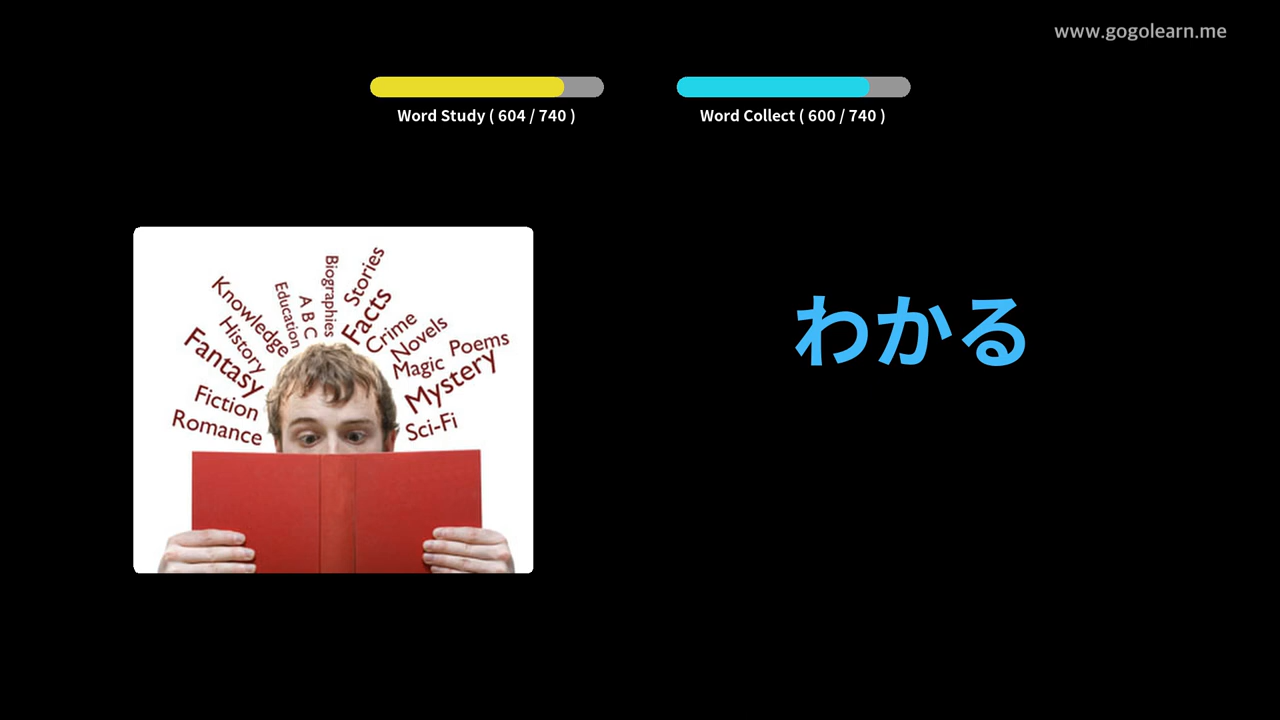 www.gogolearn.me
Word Study ( 604 / 740 )
Word Collect ( 600 / 740 )
Biographies
Stories
Education
A B C
Facts
Knowledge
Crime
History
Novels
Fantasy
Magic
Poems
Mystery
Fiction
Romance
Sci-Fi
わかる